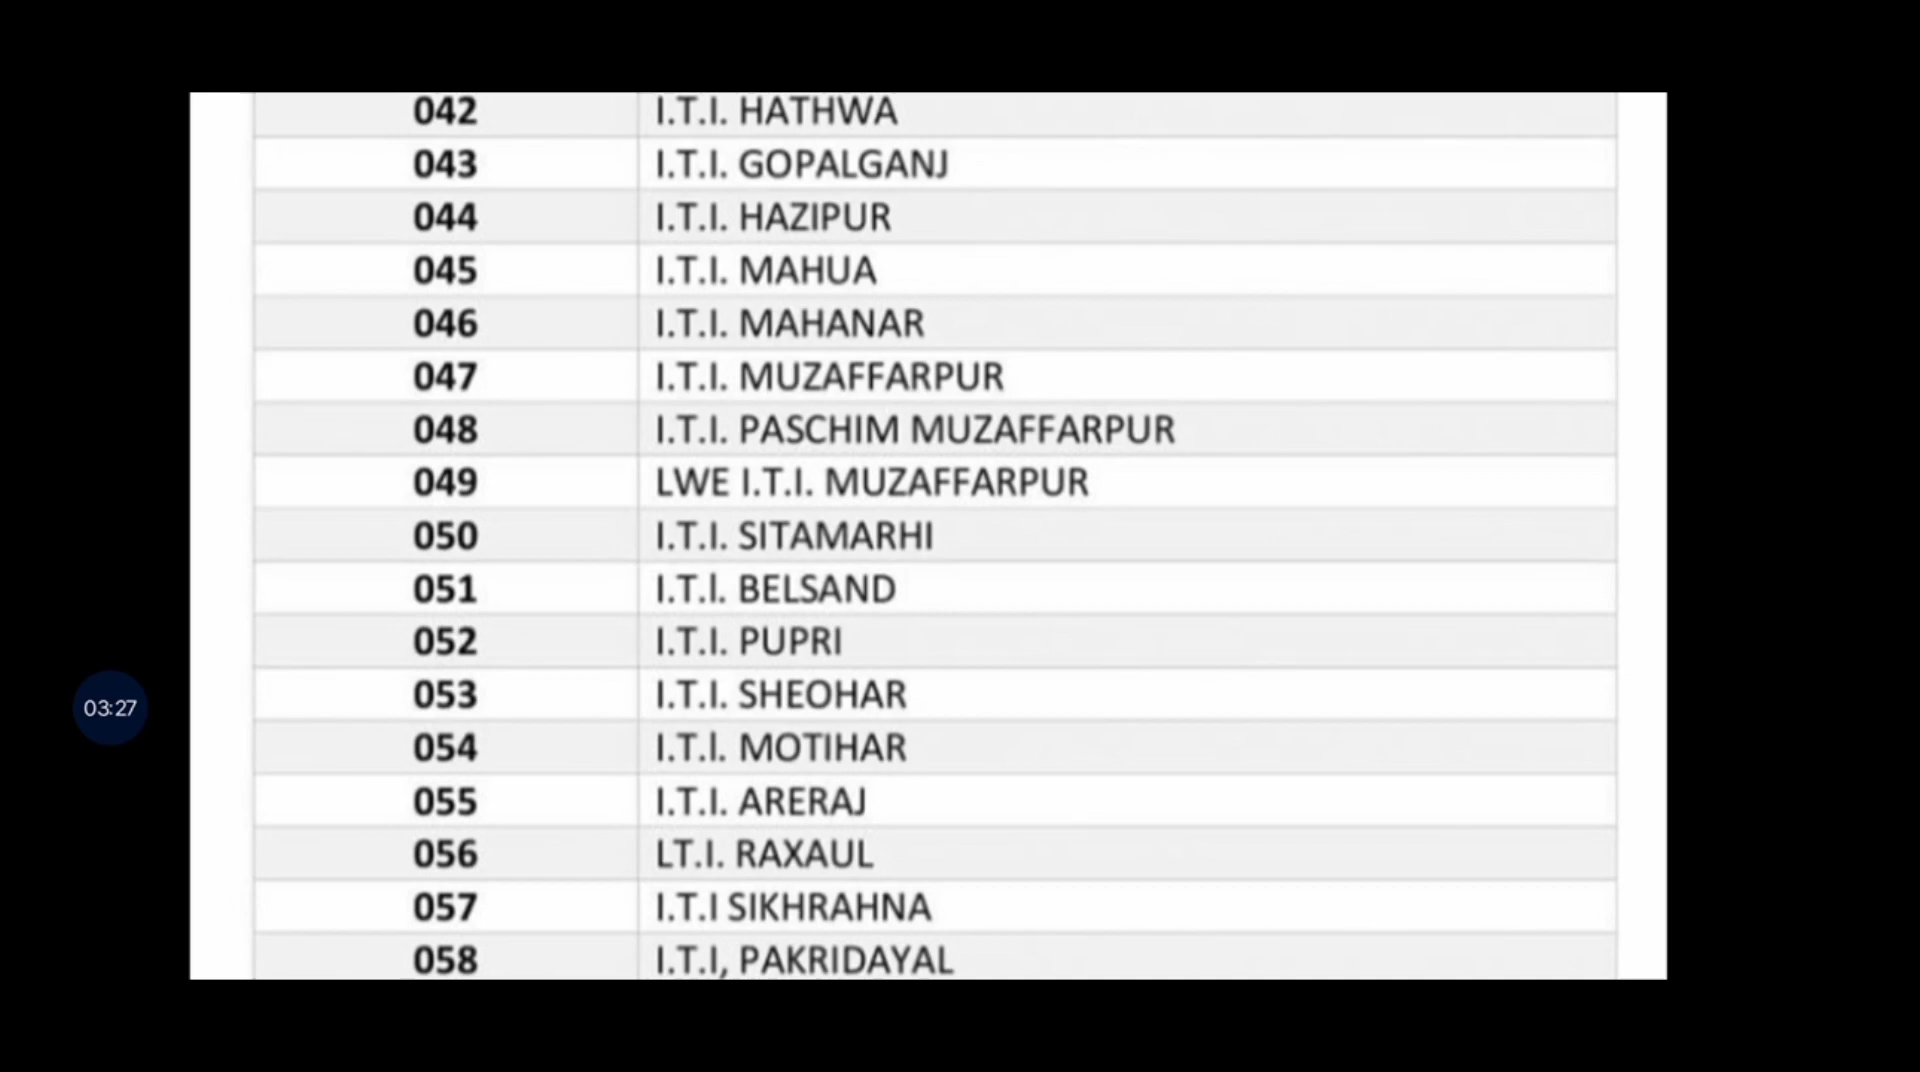 042 I.T.I. HATHWA
043 I.T.I. GOPALGANJ
044 I.T.I. HAZIPUR
045 I.T.I. MAHUA
046 I.T.I. MAHANAR
047 I.T.I. MUZAFFARPUR
048 I.T.I. PASCHIM MUZAFFARPUR
049 LWE I.T.I. MUZAFFARPUR
050 I.T.I. SITAMARHI
051 I.T.l. BELSAND
052 I.T.I. PUPRI
053 I.T.I. SHEOHAR
054 I.T.l. MOTIHAR
055 I.T.I. ARERAJ
03:27
056 LT.I. RAXAUL
057 I.T.I SIKHRAHNA
058 I.T.I, PAKRIDAYAL